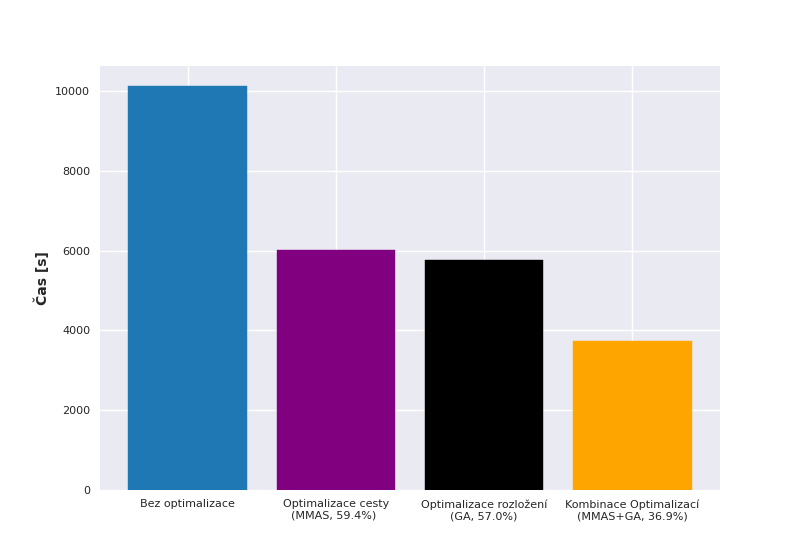 10000
8000
6000
4000
2000
0
Čas [s]
Bez optimalizace
Optimalizace cesty
(MMAS, 59.4%)
Optimalizace rozložení
(GA, 57.0%)
Kombinace Optimalizací
(MMAS+GA, 36.9%)